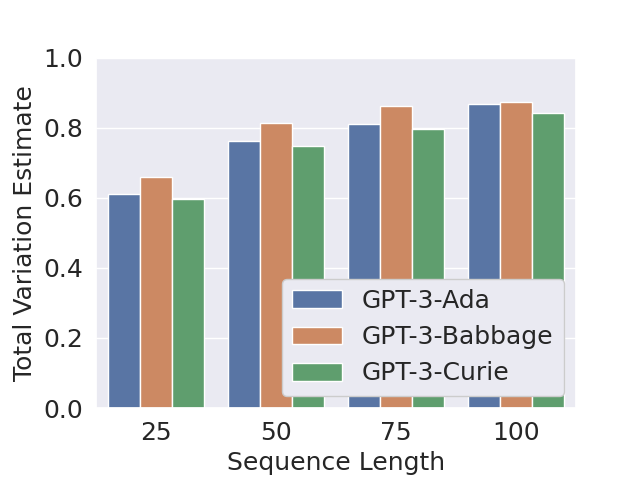 1.0
0.8
0.6
0.4
0.2
0.0
Total Variation Estimate
GPT-3-Ada
GPT-3-Babbage
GPT-3-Curie
25 50 75 100
Sequence Length